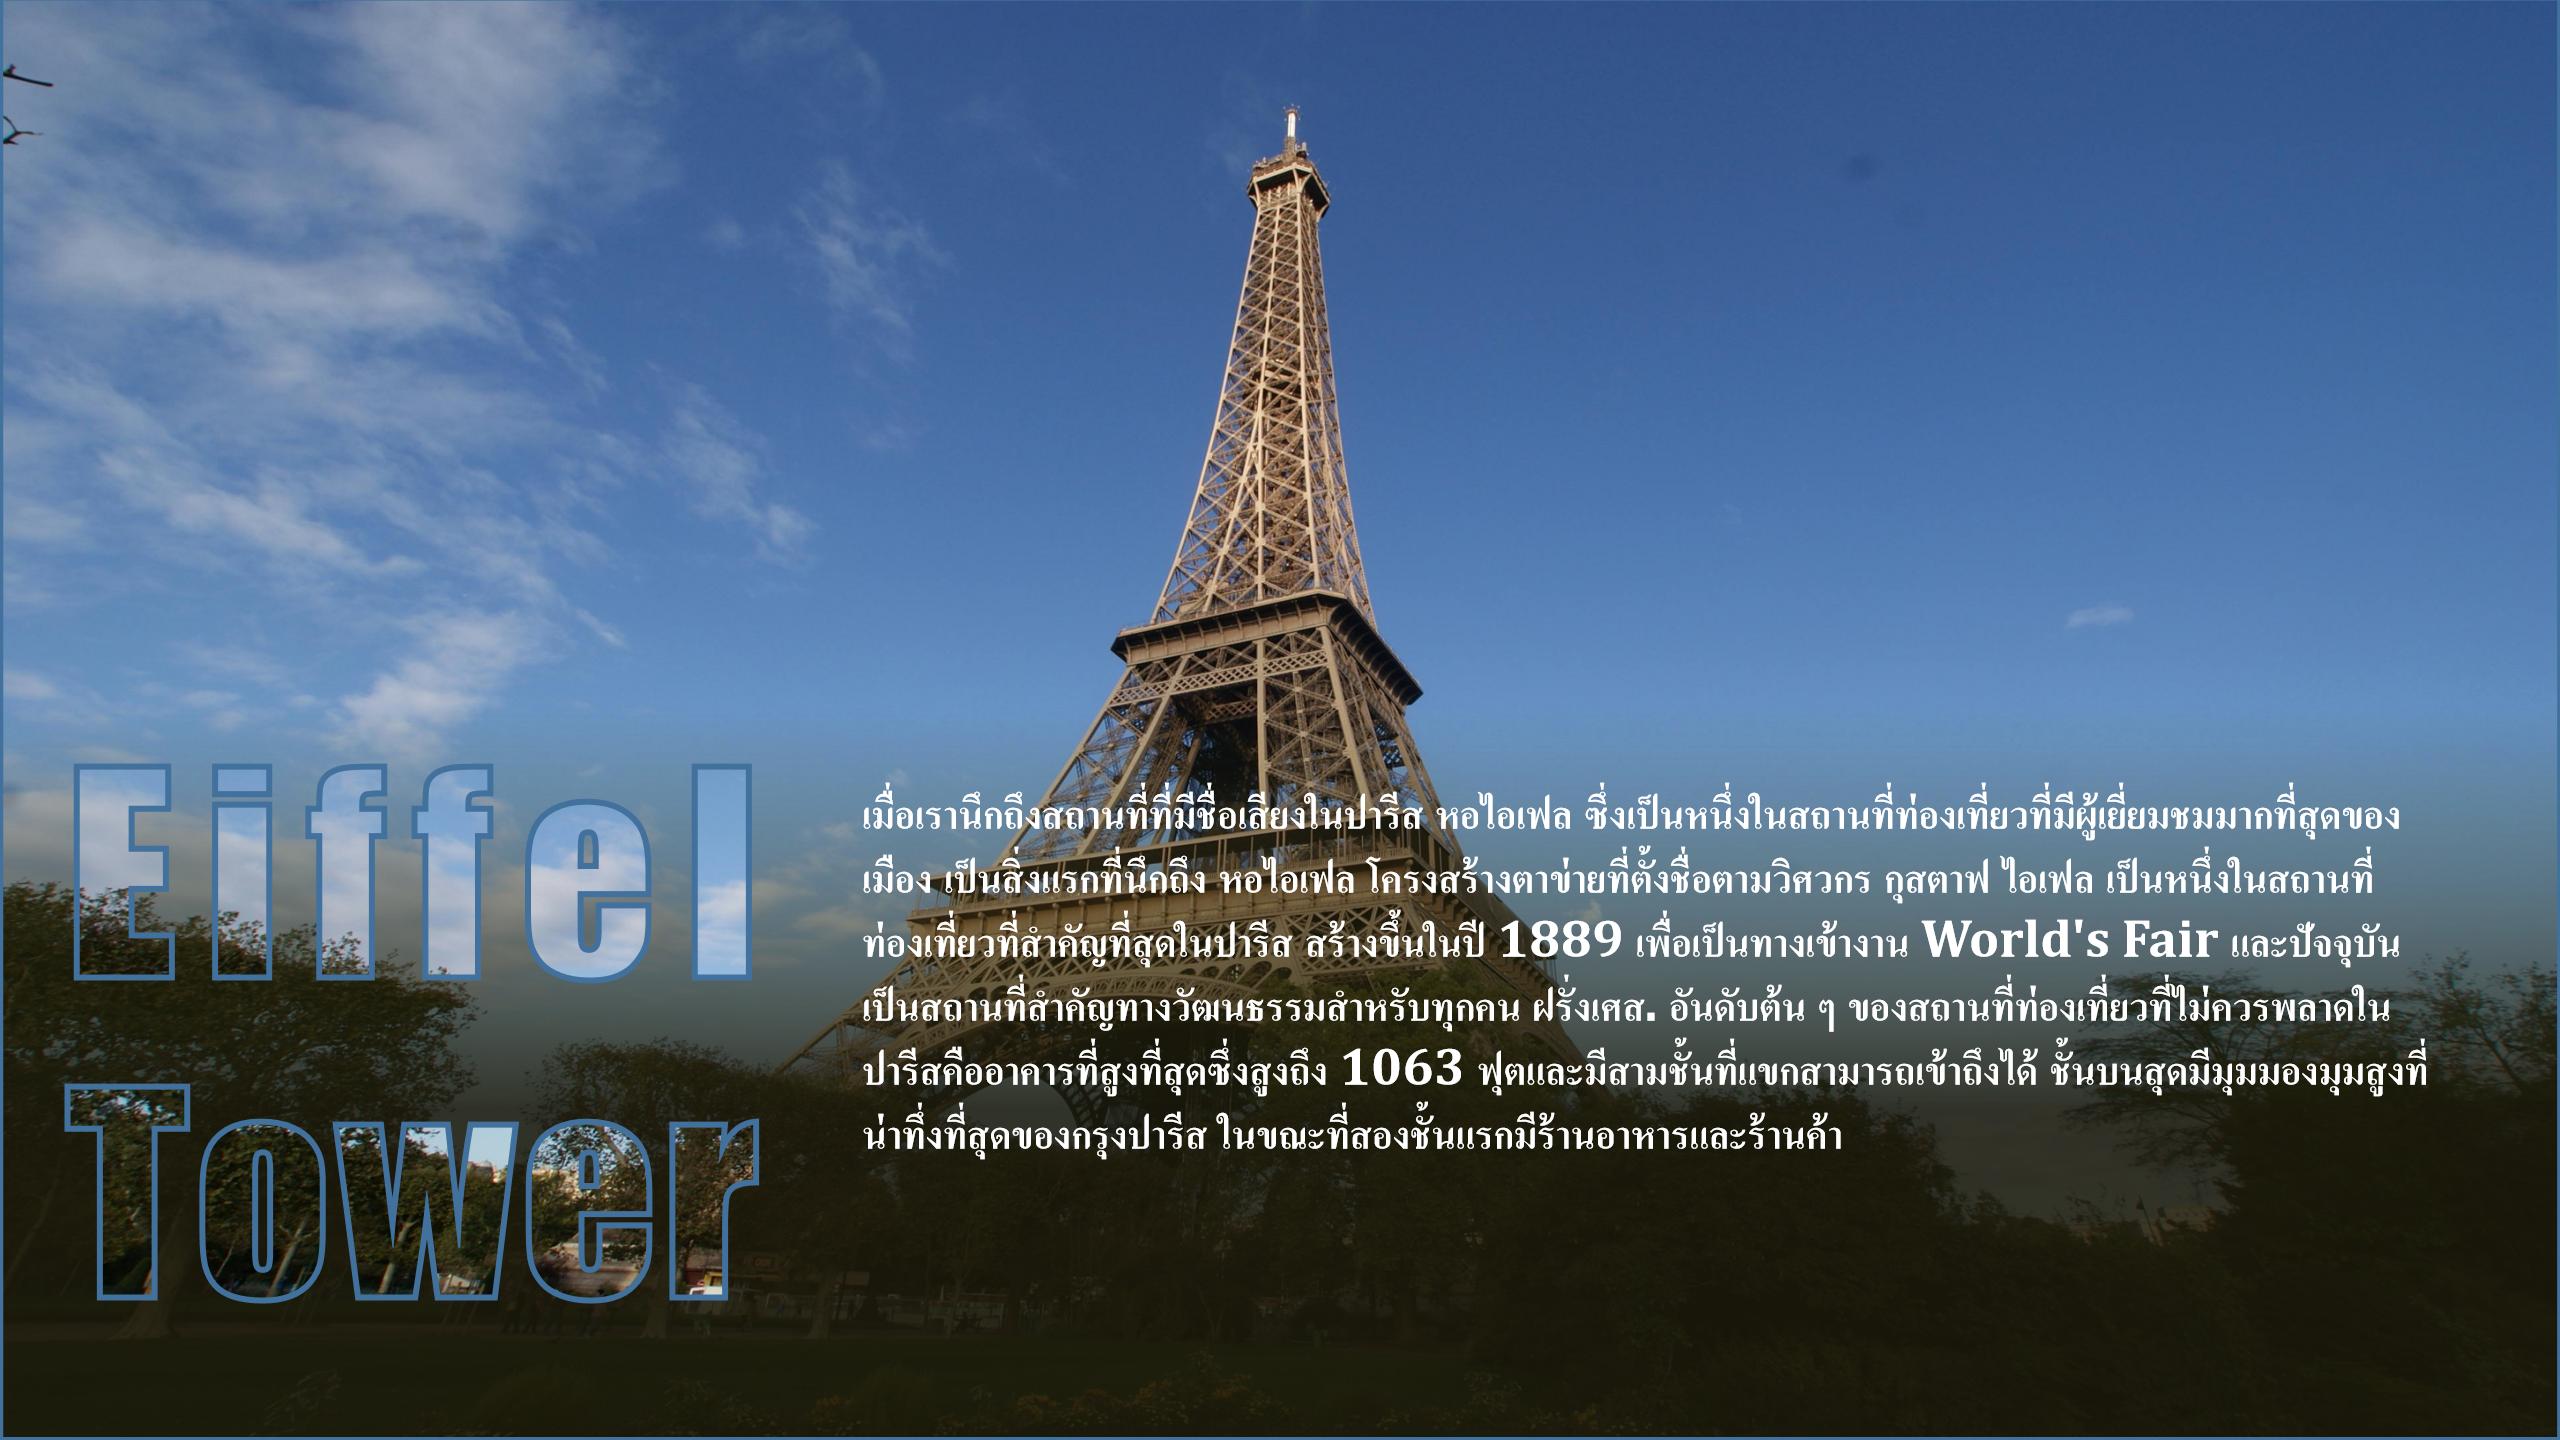 Eiffel
Tower
เมื่อเรานึกถึงสถานที่ที่มีชื่อเสียงในปารีส หอไอเฟล ซึ่งเป็นหนึ่งในสถานที่ท่องเที่ยวที่มีผู้เยี่ยมชมมากที่สุดของ
เมือง เป็นสิ่งแรกที่นึกถึง หอไอเฟล โครงสร้างตาข่ายที่ตั้งชื่อตามวิศวกร กุสตาฟ ไอเฟล เป็นหนึ่งในสถานที่
ท่องเที่ยวที่สำคัญที่สุดในปารีส สร้างขึ้นในปี 1889 เพื่อเป็นทางเข้างาน World's Fair และปัจจุบัน
เป็นสถานที่สำคัญทางวัฒนธรรมสำหรับทุกคน ฝรั่งเศส. อันดับต้น ๆ ของสถานที่ท่องเที่ยวที่ไม่ควรพลาดใน
ปารีสคืออาคารที่สูงที่สุดซึ่งสูงถึง 1063 ฟุตและมีสามชั้นที่แขกสามารถเข้าถึงได้ ชั้นบนสุดมีมุมมองมุมสูงที่
น่าทึ่งที่สุดของกรุงปารีส ในขณะที่สองชั้นแรกมีร้านอาหารและร้านค้า